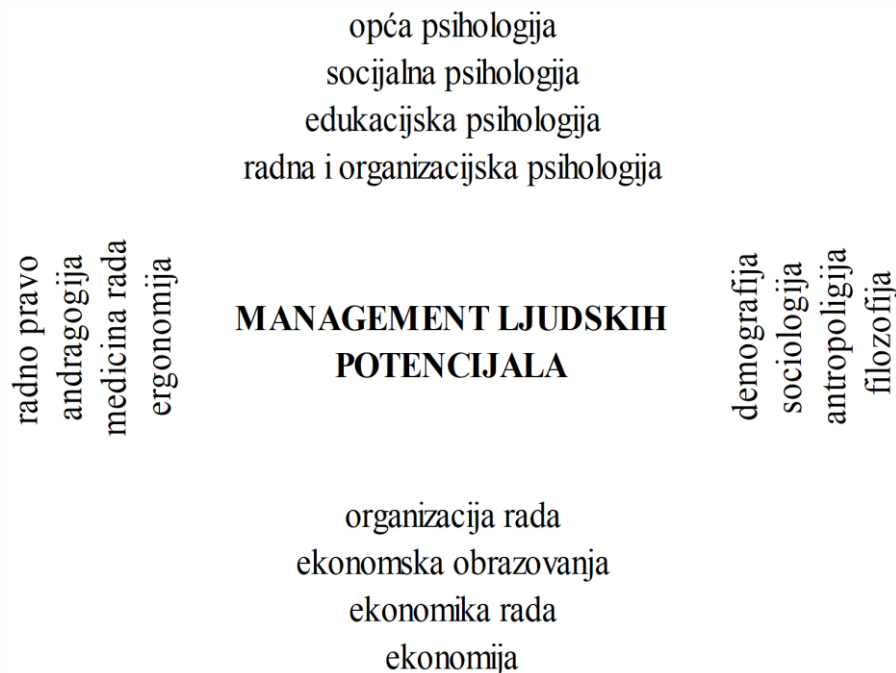 opća psihologija
socijalna psihologija
edukacijska psihologija
radna i organizacijska psihologija
radno pravo
andragogija
medicina rada
ergonomija
MANAGEMENT LJUDSKIH
POTENCIJALA
demografija
sociologija
antropoligija
filozofija
organizacija rada
ekonomska obrazovanja
ekonomika rada
ekonomija